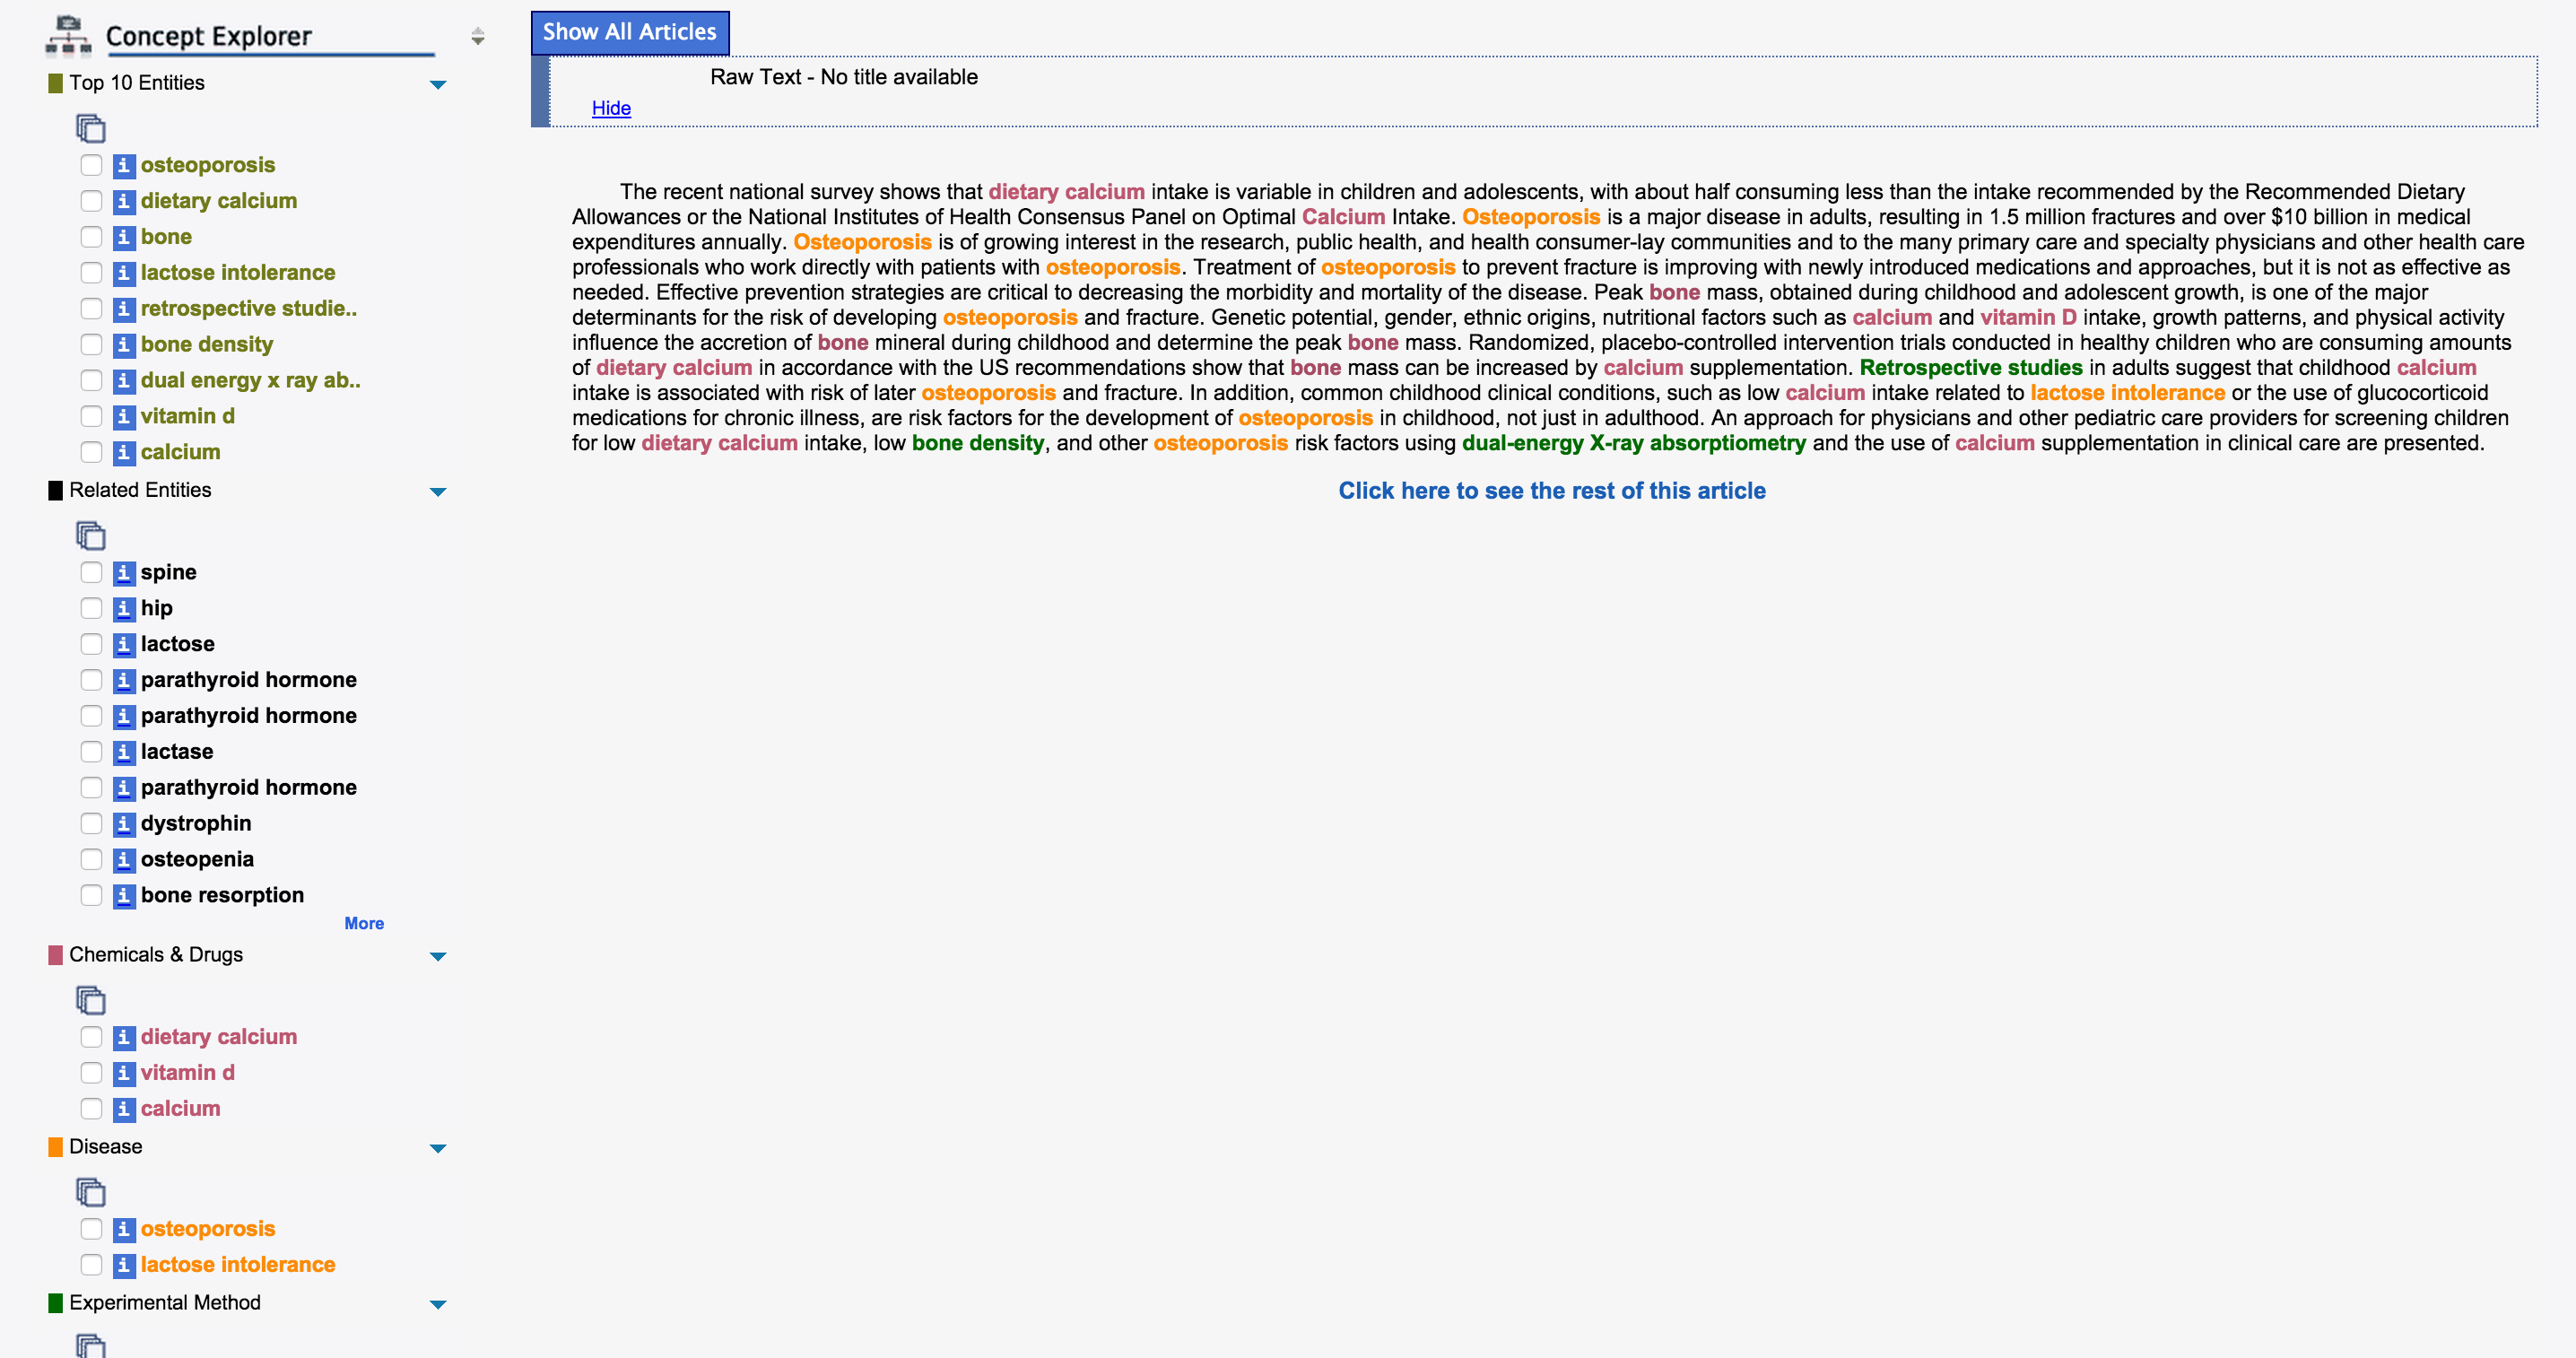 Concept Explorer
Top 10 Entities
osteoporosis
dietary calcium
bone
lactose intolerance
retrospective studie..
bone density
dual energy x ray ab..
vitamin d
calcium
Related Entities
spine
hip
lactose
parathyroid hormone
parathyroid hormone
lactase
parathyroid hormone
dystrophin
osteopenia
bone resorption
More
Chemicals & Drugs
dietary calcium
vitamin d
calcium
Disease
osteoporosis
lactose intolerance
Experimental Method
Show All Articles
Raw Text - No title available
Hide
The recent national survey shows that dietary calcium intake is variable in children and adolescents, with about half consuming less than the intake recommended by the Recommended Dietary
Allowances or the National Institutes of Health Consensus Panel on Optimal Calcium Intake. Osteoporosis is a major disease in adults, resulting in 1.5 million fractures and over $10 billion in medical
expenditures annually. Osteoporosis is of growing interest in the research, public health, and health consumer-lay communities and to the many primary care and specialty physicians and other health care
professionals who work directly with patients with osteoporosis. Treatment of osteoporosis to prevent fracture is improving with newly introduced medications and approaches, but it is not as effective as
needed. Effective prevention strategies are critical to decreasing the morbidity and mortality of the disease. Peak bone mass, obtained during childhood and adolescent growth, is one of the major
determinants for the risk of developing osteoporosis and fracture. Genetic potential, gender, ethnic origins, nutritional factors such as calcium and vitamin D intake, growth patterns, and physical activity
influence the accretion of bone mineral during childhood and determine the peak bone mass. Randomized, placebo-controlled intervention trials conducted in healthy children who are consuming amounts
of dietary calcium in accordance with the US recommendations show that bone mass can be increased by calcium supplementation. Retrospective studies in adults suggest that childhood calcium
intake is associated with risk of later osteoporosis and fracture. In addition, common childhood clinical conditions, such as low calcium intake related to lactose intolerance or the use of glucocorticoid
medications for chronic illness, are risk factors for the development of osteoporosis in childhood, not just in adulthood. An approach for physicians and other pediatric care providers for screening children
for low dietary calcium intake, low bone density, and other osteoporosis risk factors using dual-energy X-ray absorptiometry and the use of calcium supplementation in clinical care are presented.
Click here to see the rest of this article